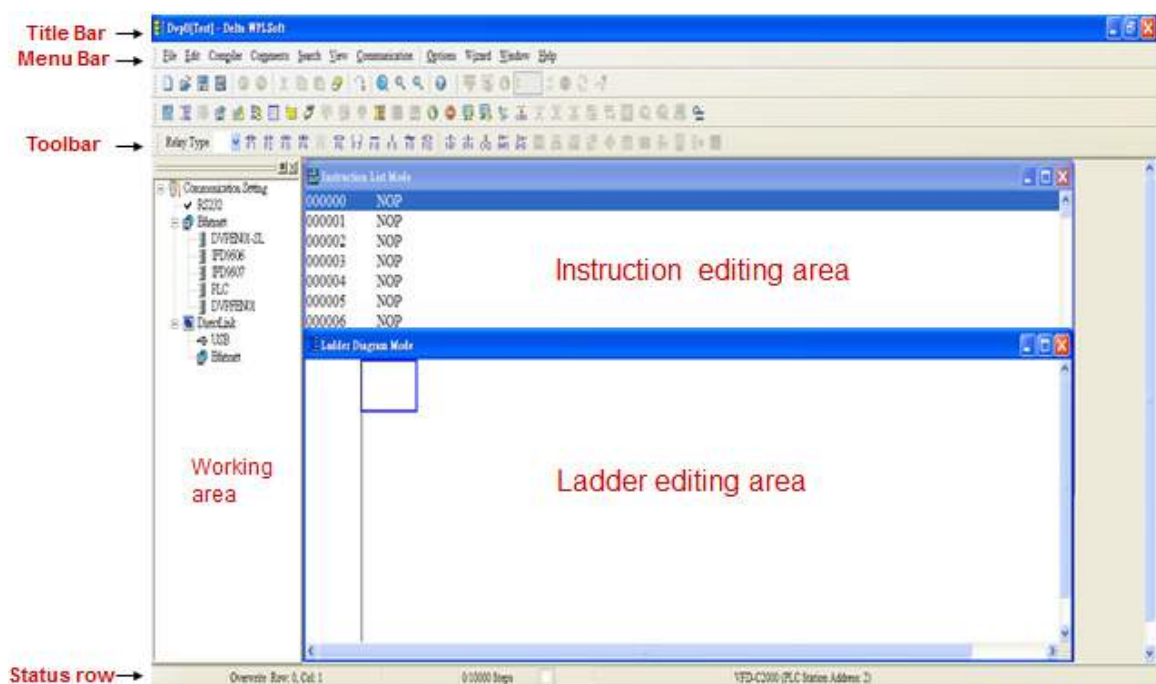 Title Bar
Dvp0[Test] - Delta WPLSoft
Menu Bar
File Edit Compiler Comments Search View Communication Options Wizard Window Help
Toolbar
Relay Type
Communication Setting
RS232
Ethernet
DVPEN01-SL
IFD9506
IFD9507
PLC
DVPFEN01
DirectLink
USB
Ethernet
Working area
Instruction List Mode
000000 NOP
000001 NOP
000002 NOP
000003 NOP
000004 NOP
000005 NOP
000006 NOP
Instruction editing area
Ladder Diagram Mode
Ladder editing area
Status row
Overwrite Row: 0, Col: 1
0/10000 Steps
VFD-C2000 (PLC Station Address: 2)